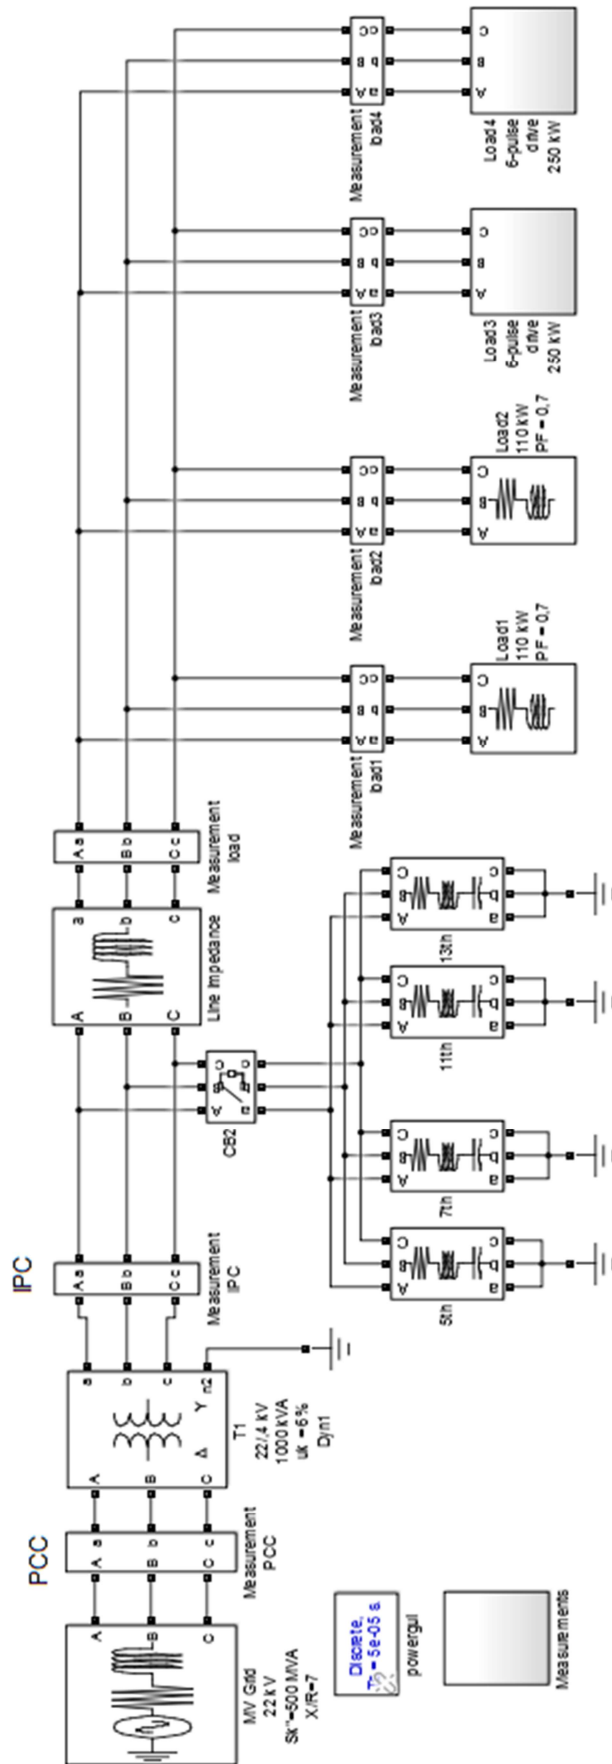 PCC
IPC
A
B
C
MV Grid
22 kV
Sk"=500 MVA
X/R=7
A a
B b
C c
Measurement
PCC
A
B
C
a
b
c
n2
Δ
Y
T1
22/.4 kV
1000 kVA
uk =6%
Dyn1
A a
B b
C c
Measurement
IPC
A
B
C
a
b
c
Line Impedance
A a
B b
C c
Measurement
load
A B C
a b c
CB2
A B C
a b c
5th
A B C
a b c
7th
A B C
a b c
11th
A B C
a b c
13th
A B C
a b c
Measurement
load1
A B C
Load1
110 kW
PF = 0,7
A B C
a b c
Measurement
load2
A B C
Load2
110 kW
PF = 0,7
A B C
a b c
Measurement
load3
A B C
Load3
6-pulse
drive
250 kW
A B C
a b c
Measurement
load4
A B C
Load4
6-pulse
drive
250 kW
Discrete,
Ts = 5e-05 s.
powergui
Measurements